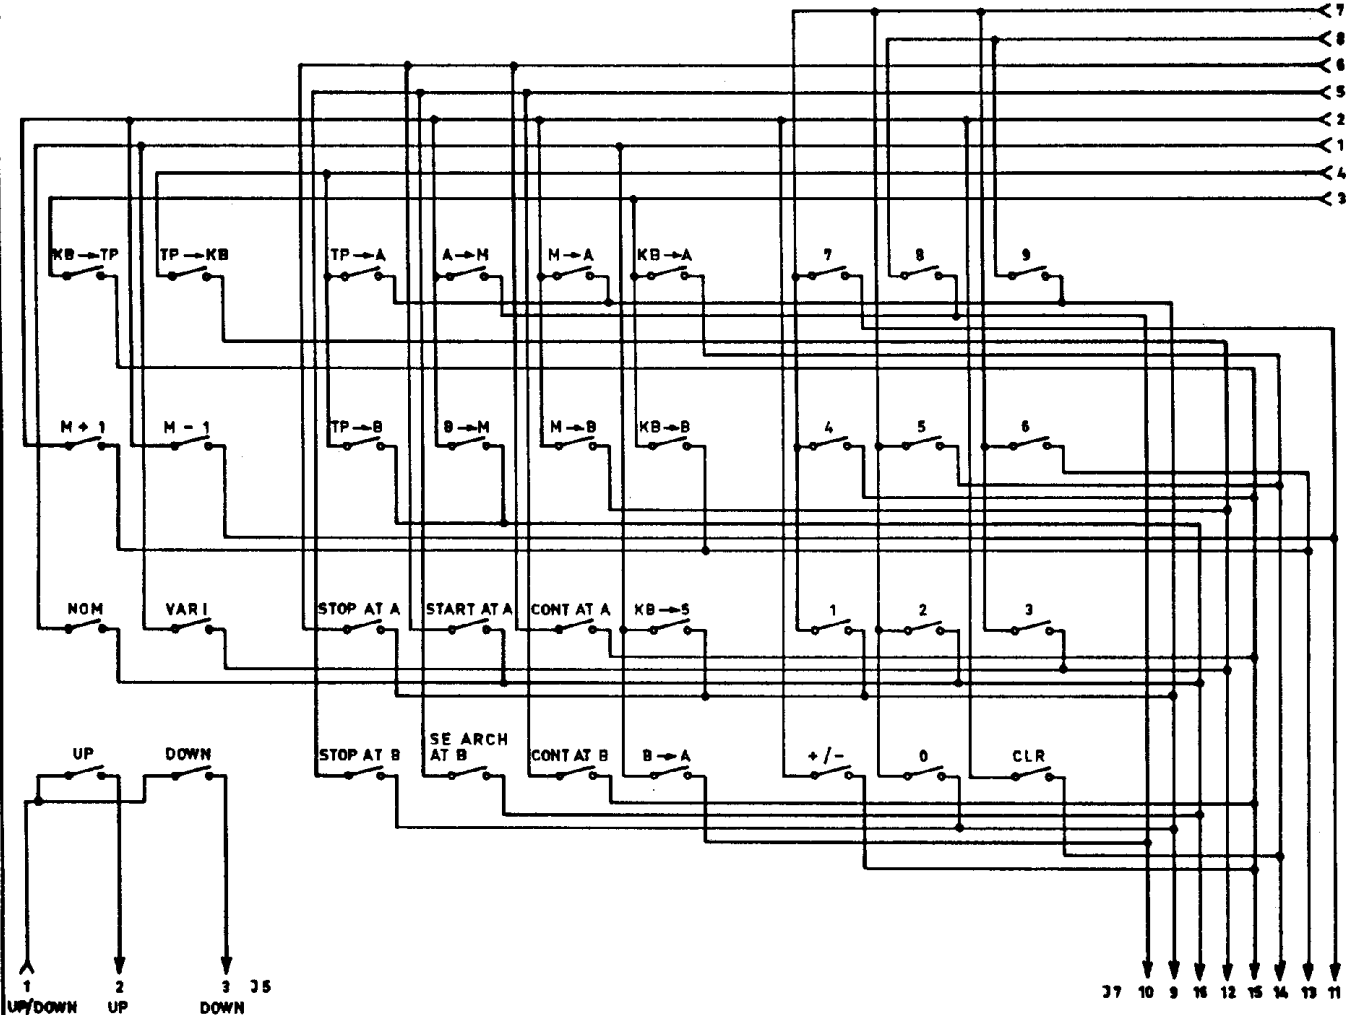 7
8
6
5
2
1
4
3
KB→TP TP→KB TP→A A→M M→A KB→A 7 8 9
M + 1 M - 1 TP→B B→M M→B KB→B 4 5 6
NOM VARI STOP AT A START AT A CONT AT A KB→S 1 2 3
UP DOWN STOP AT B SE ARCH AT B CONT AT B B→A +/- 0 CLR
1 2 3 J5
UP/DOWN UP DOWN
J7 10 9 16 12 15 14 13 11